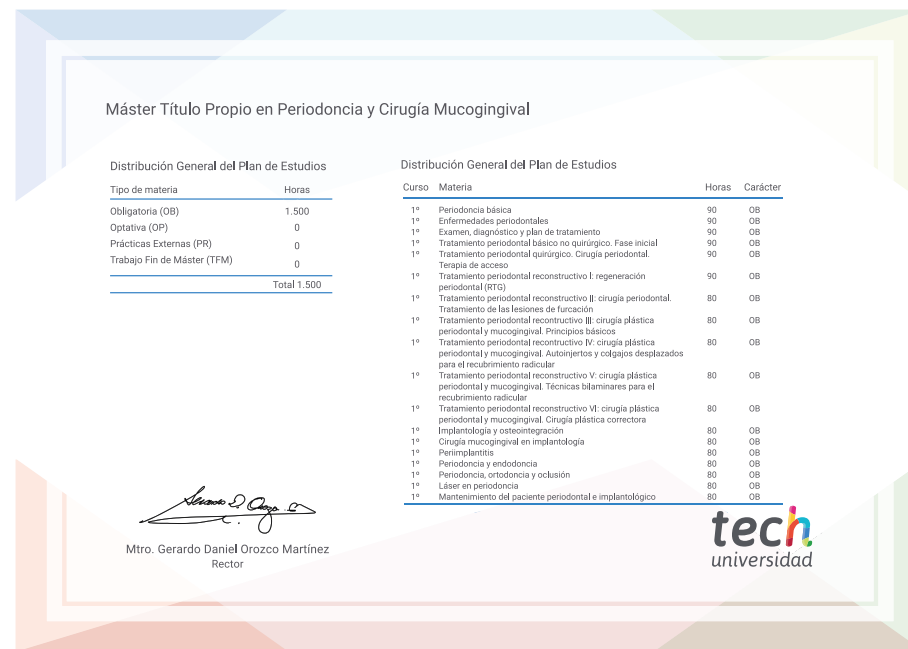 Máster Título Propio en Periodoncia y Cirugía Mucogingival
Distribución General del Plan de Estudios
Tipo de materia Horas
Obligatoria (OB) 1.500
Optativa (OP) 0
Prácticas Externas (PR) 0
Trabajo Fin de Máster (TFM) 0
Total 1.500
Distribución General del Plan de Estudios
Curso Materia Horas Carácter
1º Periodoncia básica 90 OB
1º Enfermedades periodontales 90 OB
1º Examen, diagnóstico y plan de tratamiento 90 OB
1º Tratamiento periodontal básico no quirúrgico. Fase inicial 90 OB
1º Tratamiento periodontal quirúrgico. Cirugía periodontal. 90 OB
Terapia de acceso
1º Tratamiento periodontal reconstructivo I: regeneración 90 OB
periodontal (RTG)
1º Tratamiento periodontal reconstructivo II: cirugía periodontal. 80 OB
Tratamiento de las lesiones de furcación
1º Tratamiento periodontal recontructivo III: cirugía plástica 80 OB
periodontal y mucogingival. Principios básicos
1º Tratamiento periodontal recontructivo IV: cirugía plástica 80 OB
periodontal y mucogingival. Autoinjertos y colgajos desplazados
para el recubrimiento radicular
1º Tratamiento periodontal reconstructivo V: cirugía plástica 80 OB
periodontal y mucogingival. Técnicas bilaminares para el
recubrimiento radicular
1º Tratamiento periodontal reconstructivo VI: cirugía plástica 80 OB
periodontal y mucogingival. Cirugía plástica correctora
1º Implantología y osteointegración 80 OB
1º Cirugía mucogingival en implantología 80 OB
1º Periimplantitis 80 OB
1º Periodoncia y endodoncia 80 OB
1º Periodoncia, ortodoncia y oclusión 80 OB
1º Láser en periodoncia 80 OB
1º Mantenimiento del paciente periodontal e implantológico 80 OB
Mtro. Gerardo Daniel Orozco Martínez
Rector
tech
universidad